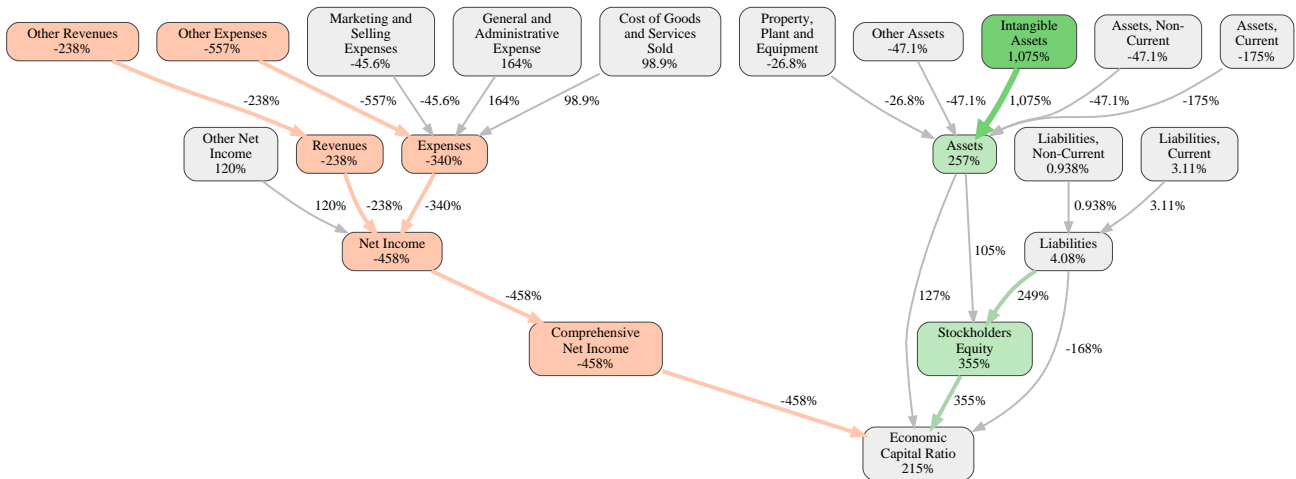 Other Revenues
-238%
Other Expenses
-557%
Marketing and
Selling
Expenses
-45.6%
General and
Administrative
Expense
164%
Cost of Goods
and Services
Sold
98.9%
Property,
Plant and
Equipment
-26.8%
Other Assets
-47.1%
Intangible
Assets
1,075%
Assets, Non-
Current
-47.1%
Assets,
Current
-175%
-238%
-557%
-45.6%
164%
98.9%
-26.8%
-47.1%
1,075%
-47.1%
-175%
Other Net
Income
120%
Revenues
-238%
Expenses
-340%
Assets
257%
Liabilities,
Non-Current
0.938%
Liabilities,
Current
3.11%
120%
-238%
-340%
0.938%
3.11%
Net Income
-458%
105%
Liabilities
4.08%
-458%
127%
249%
Comprehensive
Net Income
-458%
Stockholders
Equity
355%
-168%
-458%
355%
Economic
Capital Ratio
215%